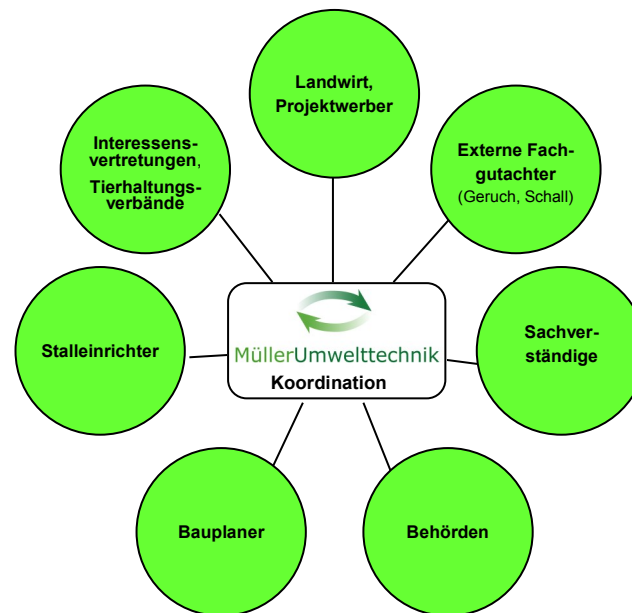 Landwirt,
Projektwerber
Interessens-
vertretungen,
Tierhaltungs-
verbände
Externe Fach-
gutachter
(Geruch, Schall)
Stalleinrichter
MüllerUmwelttechnik
Koordination
Sachver-
ständige
Bauplaner
Behörden